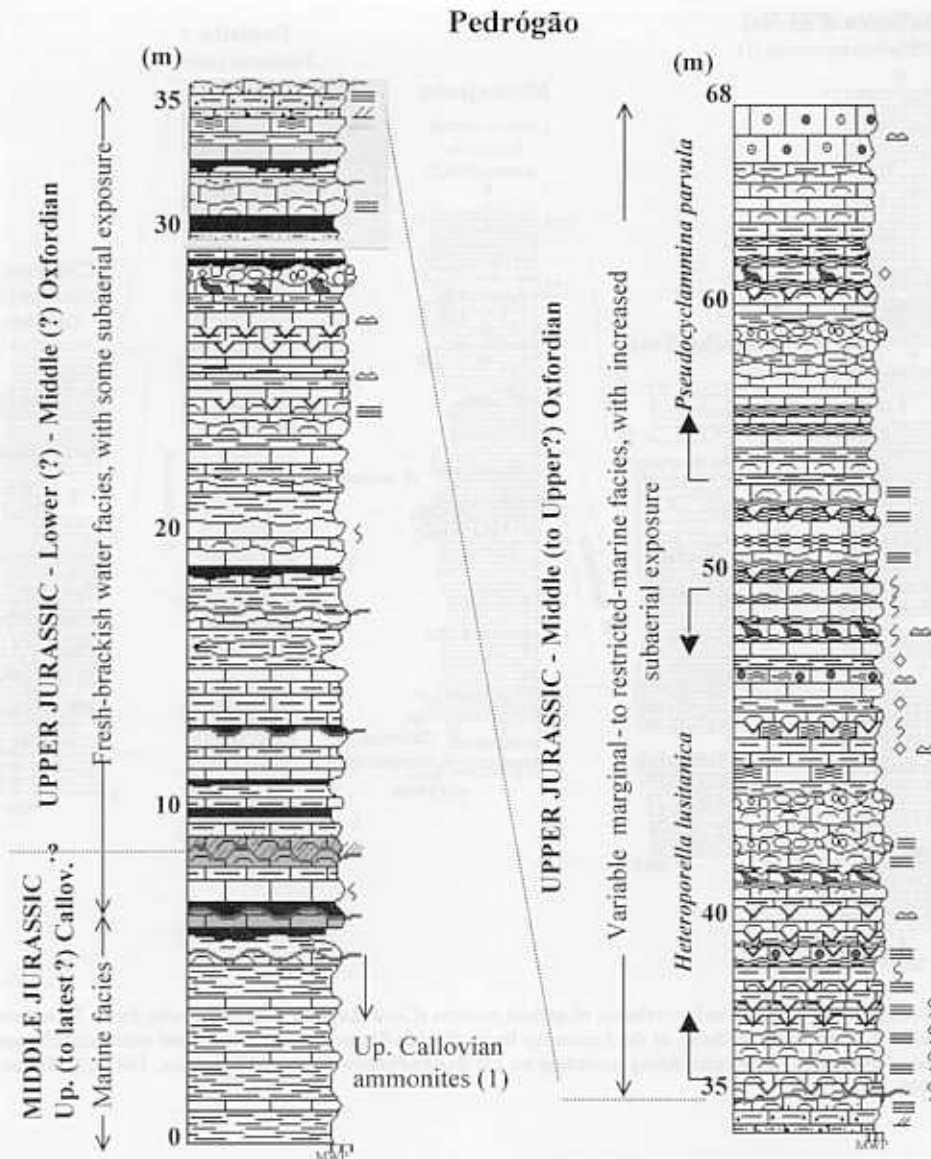 Pedrógão
(m)
35
30
20
10
0
UPPER JURASSIC - Lower (?) - Middle (?) Oxfordian
Fresh-brackish water facies, with some subaerial exposure
MIDDLE JURASSIC
Up. (to latest?) Callov.
?
Marine facies
Up. Callovian
ammonites (1)
MWP
(m)
68
60
50
40
35
UPPER JURASSIC - Middle (to Upper?) Oxfordian
Variable marginal - to restricted-marine facies, with increased
subaerial exposure
Pseudocyclammina parvula
Heteroporella lusitanica
MWP